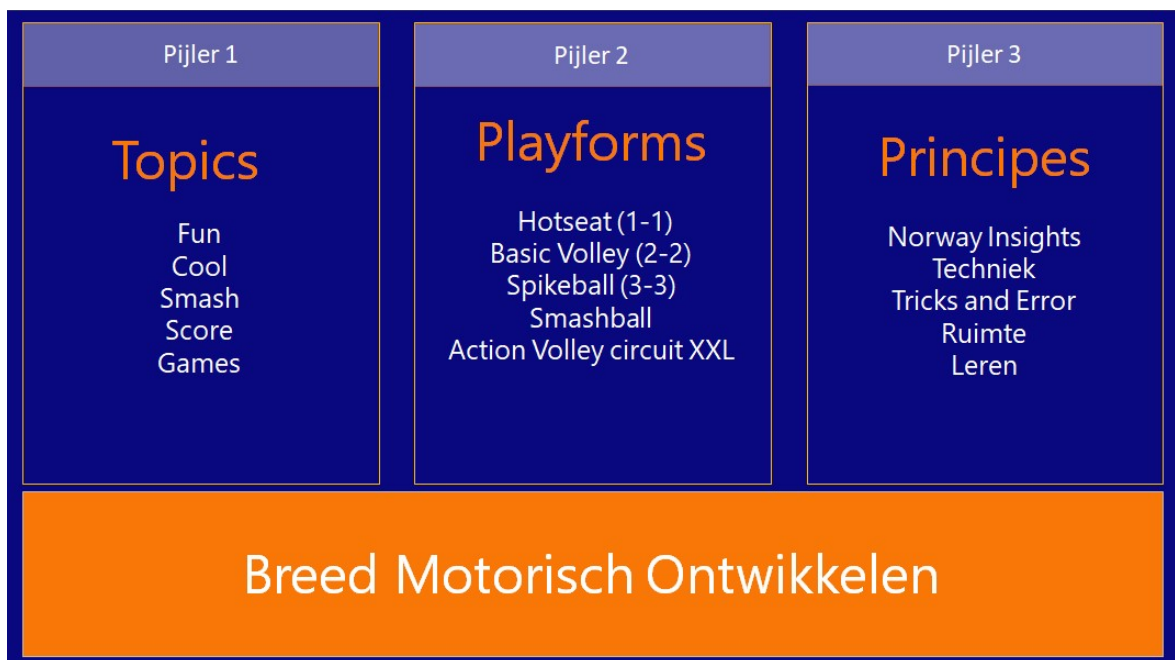 Pijler 1
Topics
Fun
Cool
Smash
Score
Games
Pijler 2
Playforms
Hotseat (1-1)
Basic Volley (2-2)
Spikeball (3-3)
Smashball
Action Volley circuit XXL
Pijler 3
Principes
Norway Insights
Techniek
Tricks and Error
Ruimte
Leren
Breed Motorisch Ontwikkelen